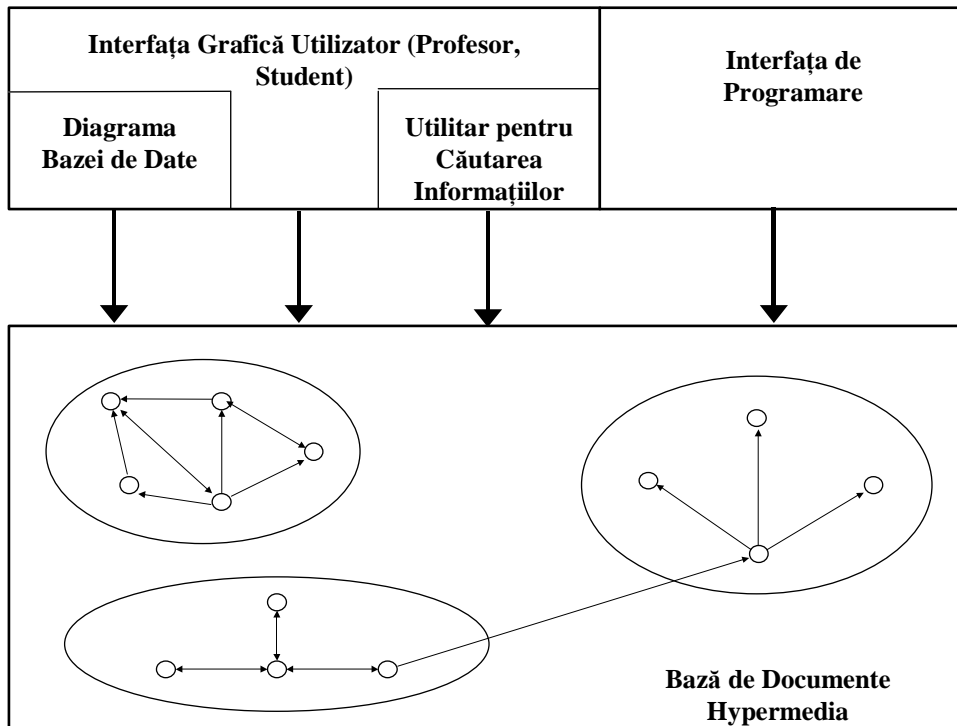 Interfața Grafică Utilizator (Profesor,
Student)
Interfața de
Programare
Diagrama
Bazei de Date
Utilitar pentru
Căutarea
Informațiilor
Bază de Documente
Hypermedia